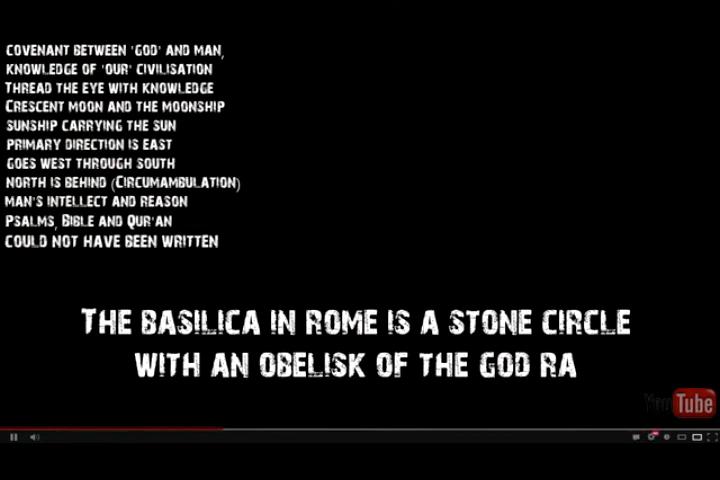 COVENANT BETWEEN 'GOD' AND MAN,
KNOWLEDGE OF 'OUR' CIVILISATION
THREAD THE EYE WITH KNOWLEDGE
CRESCENT MOON AND THE MOONSHIP
SUNSHIP CARRYING THE SUN
PRIMARY DIRECTION IS EAST
GOES WEST THROUGH SOUTH
NORTH IS BEHIND (CIRCUMAMBULATION)
MAN'S INTELLECT AND REASON
PSALMS, BIBLE AND QUR'AN
COULD NOT HAVE BEEN WRITTEN
THE BASILICA IN ROME IS A STONE CIRCLE
WITH AN OBELISK OF THE GOD RA
YouTube